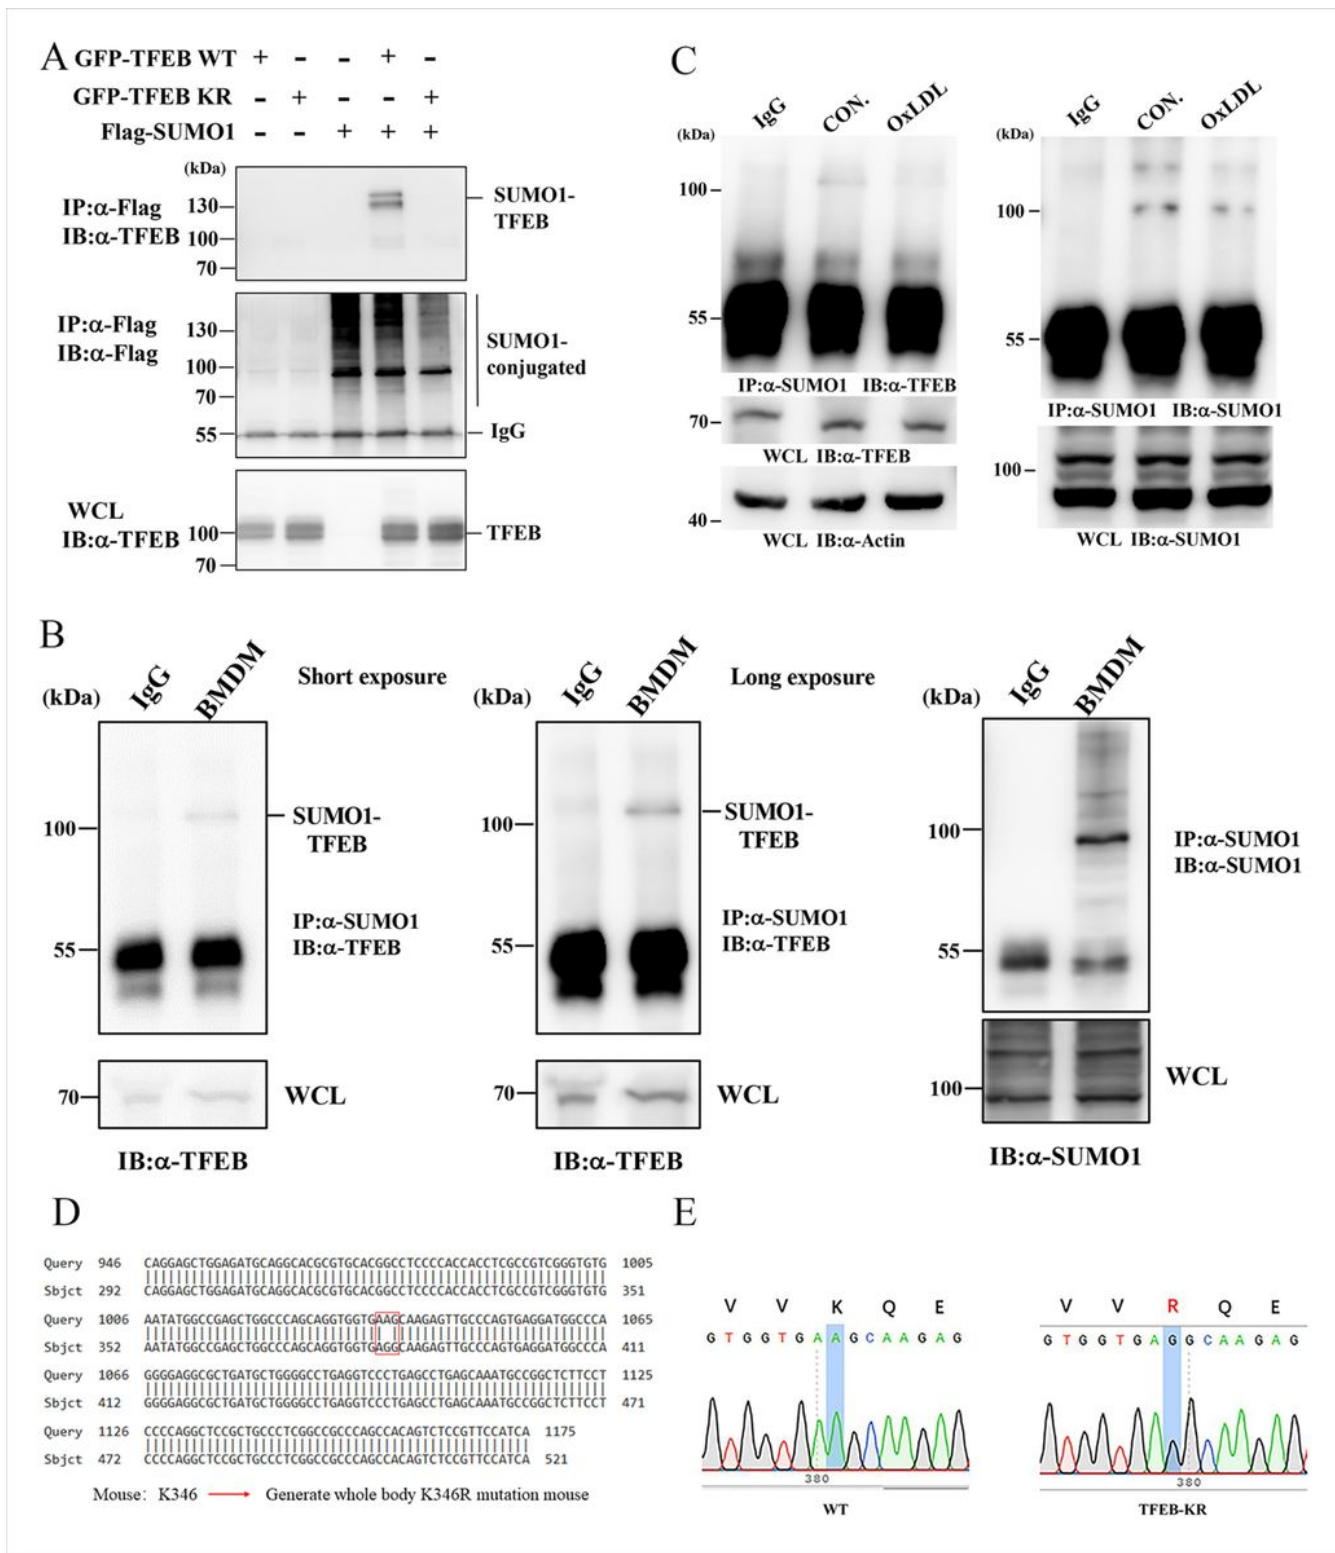 A
GFP-TFEB WT + - - + -
GFP-TFEB KR - + - - +
Flag-SUMO1 - - + + +
(kDa)
IP:α-Flag
IB:α-TFEB
130
100
70
SUMO1-
TFEB
IP:α-Flag
IB:α-Flag
130
100
70
55
SUMO1-
conjugated
IgG
WCL
IB:α-TFEB
100
70
TFEB
C
(kDa)
IgG CON. OxLDL
100
55
IP:α-SUMO1 IB:α-TFEB
70
WCL IB:α-TFEB
40
WCL IB:α-Actin
(kDa)
IgG CON. OxLDL
100
55
IP:α-SUMO1 IB:α-SUMO1
100
WCL IB:α-SUMO1
B
(kDa)
IgG BMDM
Short exposure
100
55
SUMO1-
TFEB
IP:α-SUMO1
IB:α-TFEB
70
WCL
IB:α-TFEB
(kDa)
IgG BMDM
Long exposure
100
55
SUMO1-
TFEB
IP:α-SUMO1
IB:α-TFEB
70
WCL
IB:α-TFEB
(kDa)
IgG BMDM
100
55
IP:α-SUMO1
IB:α-SUMO1
100
WCL
IB:α-SUMO1
D
Query 946 CAGGAGCTGGAGATGCAGGCACGCGTGCACGGCCTCCCCACCACCTCGCCGTCGGGTGTG 1005
Sbjct 292 CAGGAGCTGGAGATGCAGGCACGCGTGCACGGCCTCCCCACCACCTCGCCGTCGGGTGTG 351
Query 1006 AATATGGCCGAGCTGGCCCAGCAGGTGGTGAAGCAAGAGTTGCCCAGTGAGGATGGCCCA 1065
Sbjct 352 AATATGGCCGAGCTGGCCCAGCAGGTGGTGAGGCAAGAGTTGCCCAGTGAGGATGGCCCA 411
Query 1066 GGGGAGGCGCTGATGCTGGGGCCTGAGGTCCCTGAGCCTGAGCAAATGCCGGCTCTTCCT 1125
Sbjct 412 GGGGAGGCGCTGATGCTGGGGCCTGAGGTCCCTGAGCCTGAGCAAATGCCGGCTCTTCCT 471
Query 1126 CCCCAGGCTCCGCTGCCCTCGGCCGCCCAGCCACAGTCTCCGTTCCATCA 1175
Sbjct 472 CCCCAGGCTCCGCTGCCCTCGGCCGCCCAGCCACAGTCTCCGTTCCATCA 521
Mouse: K346 → Generate whole body K346R mutation mouse
E
V V K Q E
G T G G T G A A G C A A G A G
380
WT
V V R Q E
G T G G T G A G G C A A G A G
380
TFEB-KR